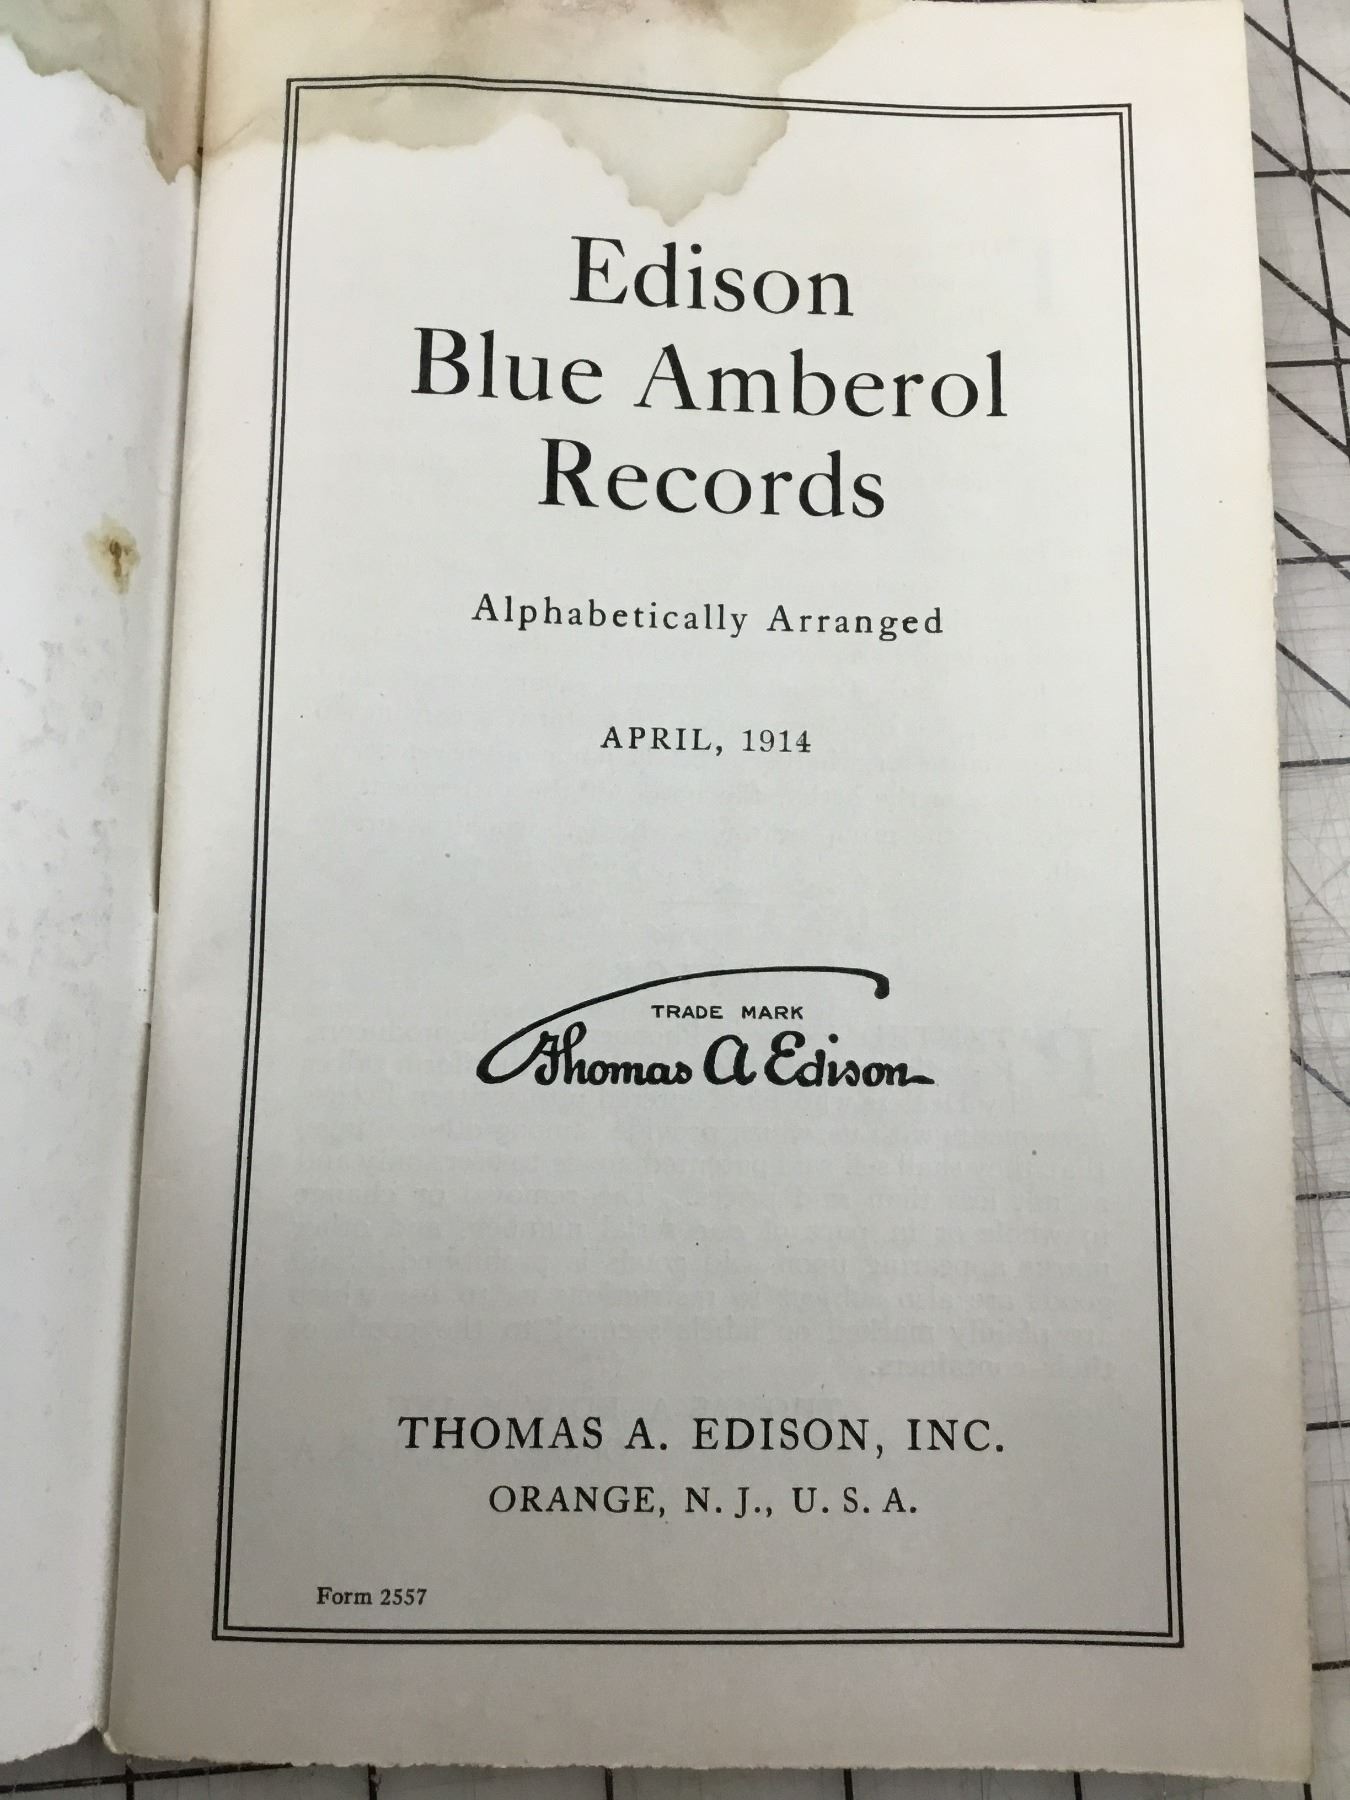 Edison
Blue Amberol
Records
Alphabetically Arranged
APRIL, 1914
TRADE MARK
Thomas A Edison
THOMAS A. EDISON, INC.
ORANGE, N. J., U. S. A.
Form 2557